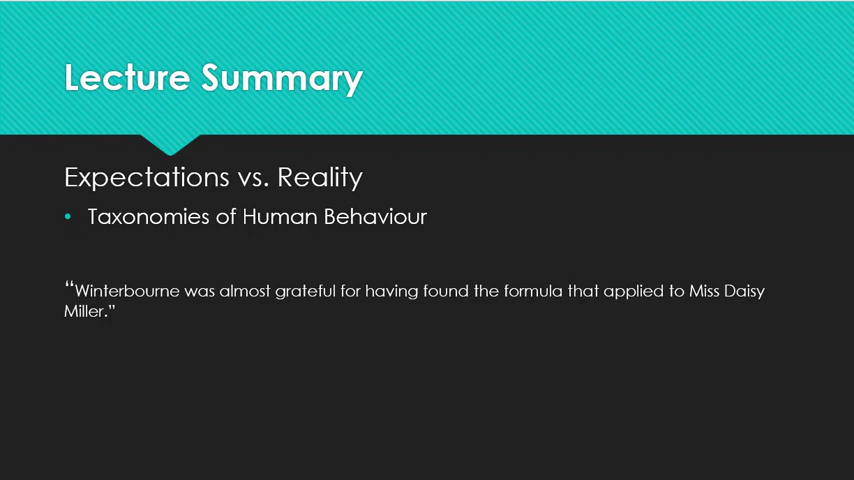 Lecture Summary
Expectations vs. Reality
• Taxonomies of Human Behaviour
“Winterbourne was almost grateful for having found the formula that applied to Miss Daisy
Miller.”